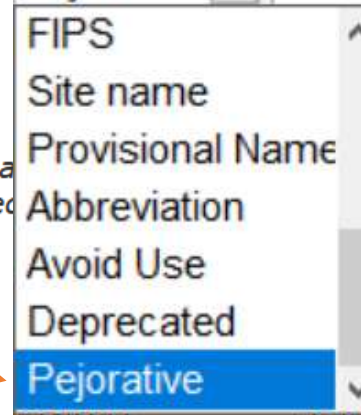 FIPS
Site name
Provisional Name
Abbreviation
Avoid Use
Deprecated
Pejorative